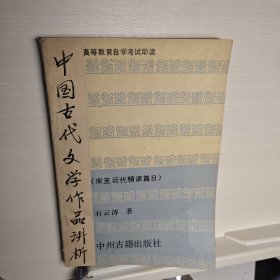 高等教育自学考试助读
中国古代文学作品讲析
(宋至近代精读篇目)
石云涛 著
中州古籍出版社